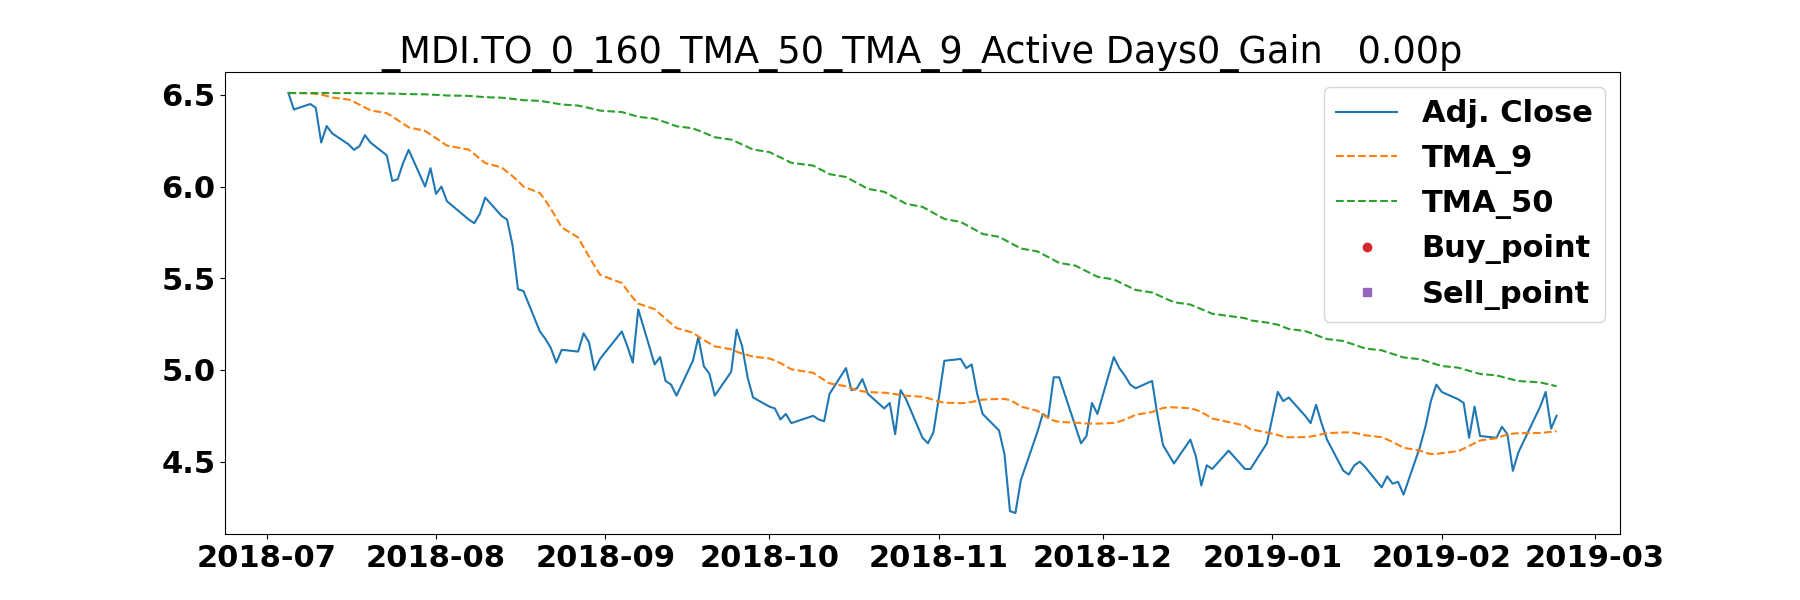 _MDI.TO_0_160_TMA_50_TMA_9_Active Days0_Gain   0.00p
6.5
6.0
5.5
5.0
4.5
Adj. Close
TMA_9
TMA_50
Buy_point
Sell_point
2018-07 2018-08 2018-09 2018-10 2018-11 2018-12 2019-01 2019-02 2019-03